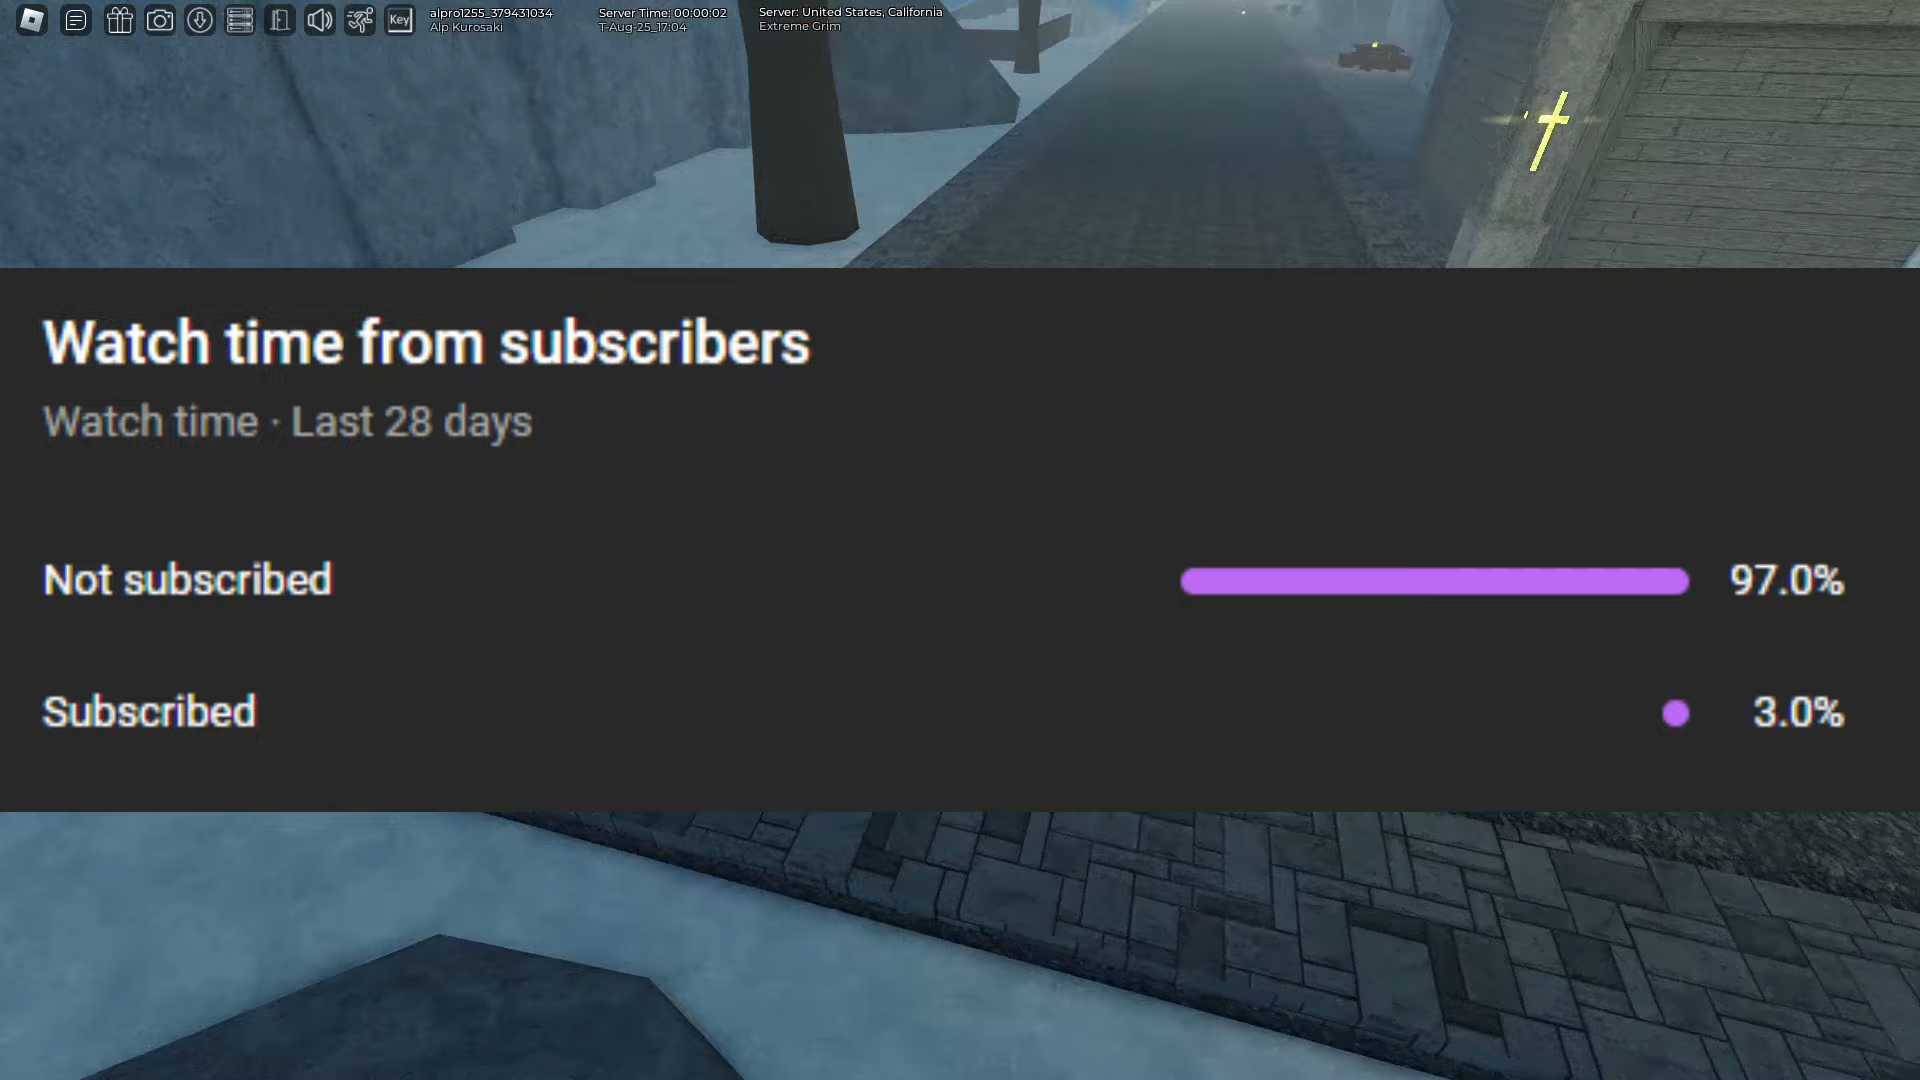 Key
alpro1255_379431034
Alp Kurosaki
Server Time: 00:00:02
T-Aug-25_17:04
Server: United States, California
Extreme Grim
Watch time from subscribers
Watch time · Last 28 days
Not subscribed 97.0%
Subscribed 3.0%